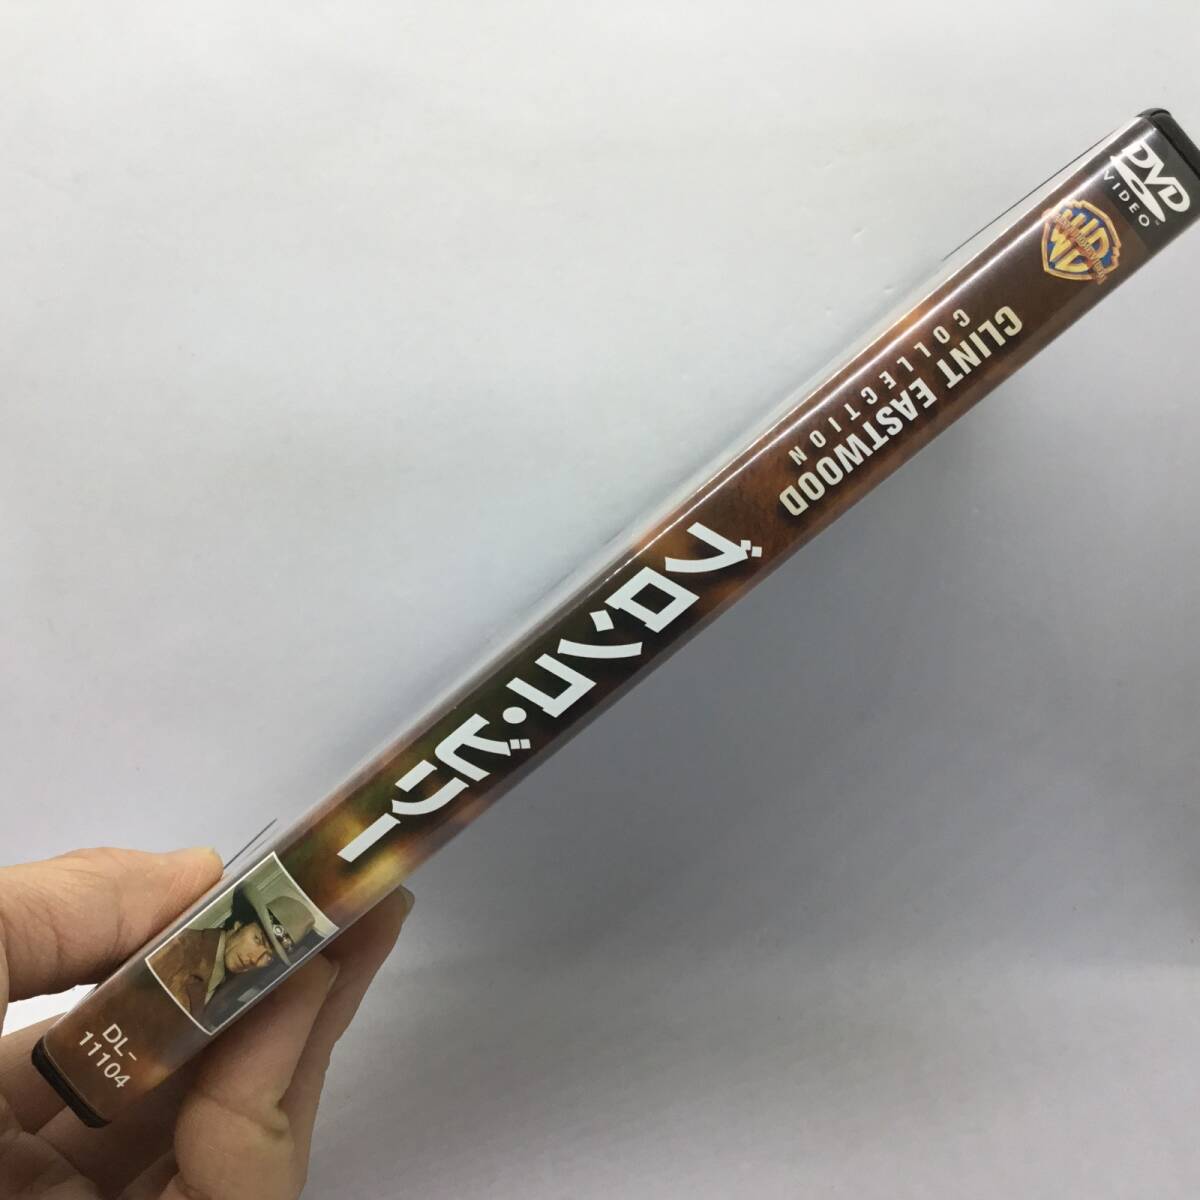 DVD
VIDEO
CLINT EASTWOOD
COLLECTION
ブロンコ・ビリー
DL-
11104